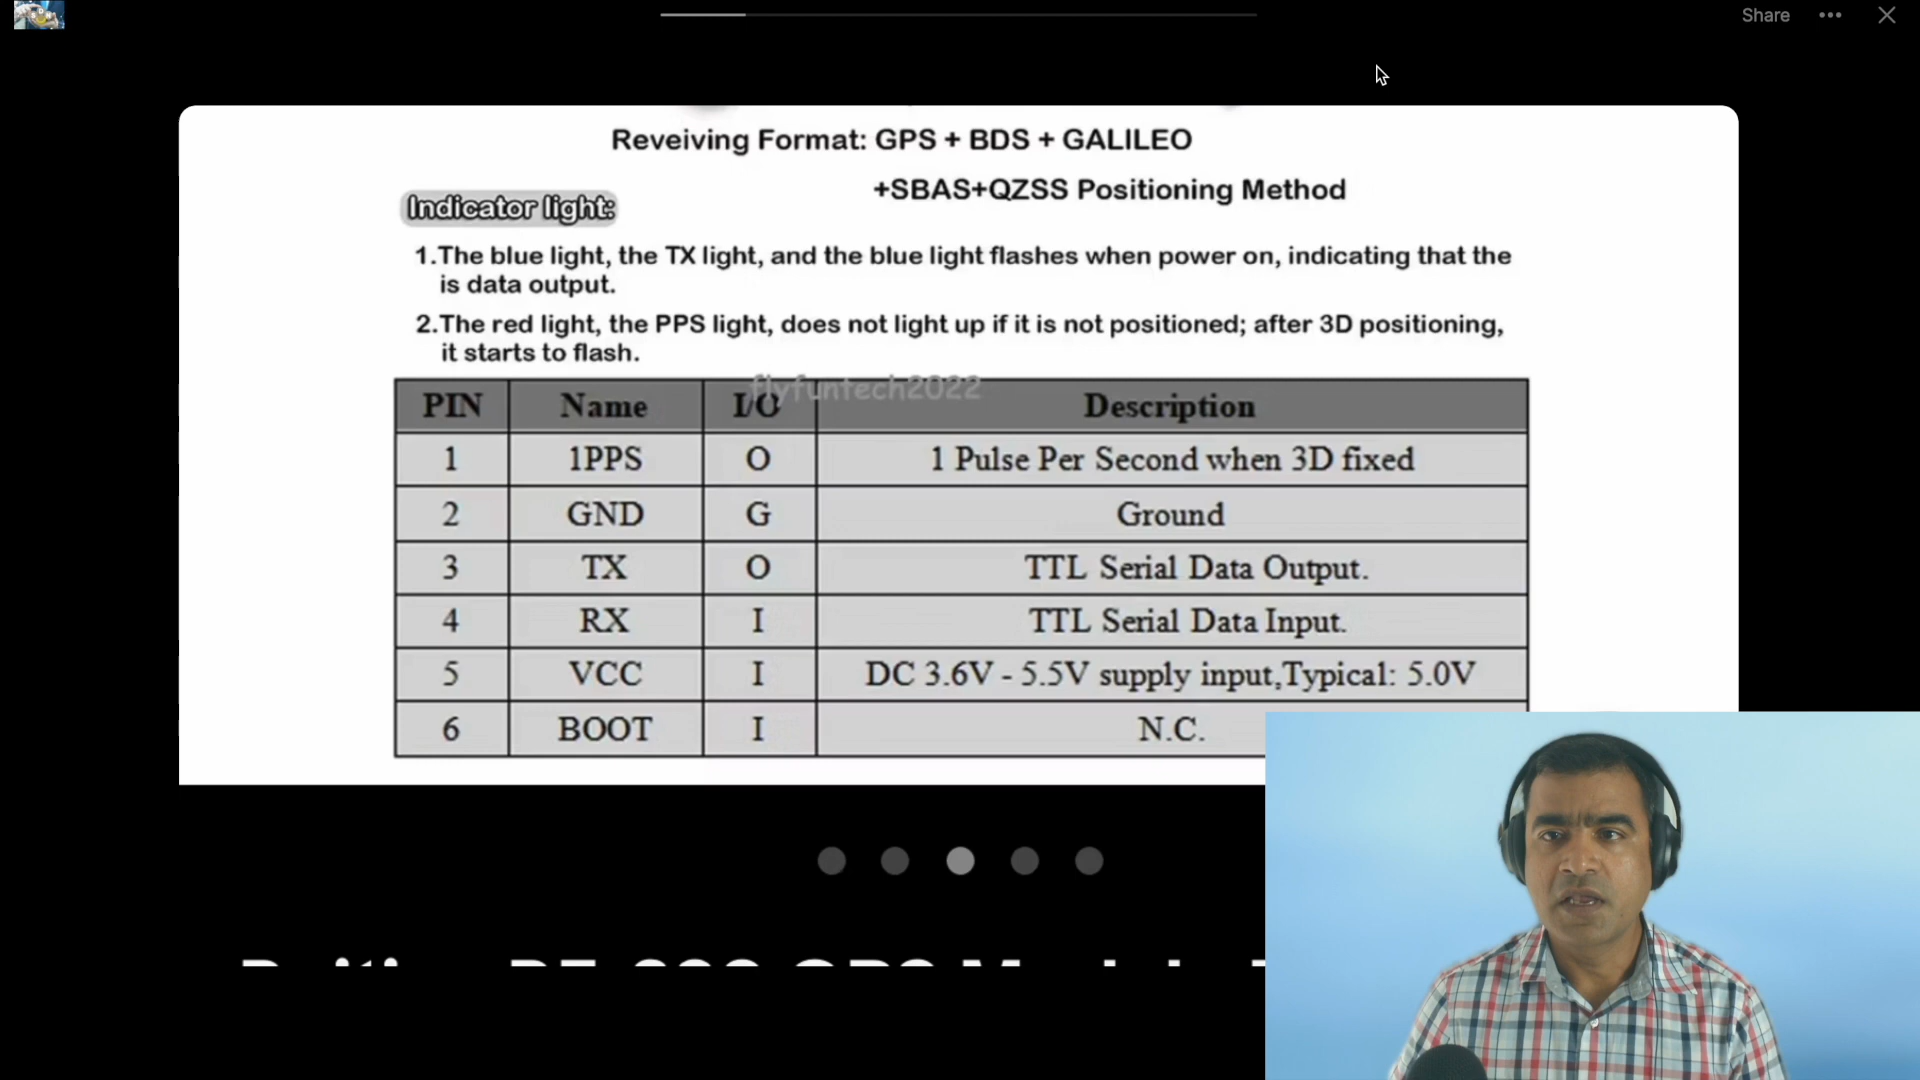 Share
Reveiving Format: GPS + BDS + GALILEO
+SBAS+QZSS Positioning Method
Indicator light:
1.The blue light, the TX light, and the blue light flashes when power on, indicating that the
is data output.
2.The red light, the PPS light, does not light up if it is not positioned; after 3D positioning,
it starts to flash.
flyfuntech2022
PIN Name I/O Description
1 1PPS O 1 Pulse Per Second when 3D fixed
2 GND G Ground
3 TX O TTL Serial Data Output.
4 RX I TTL Serial Data Input.
5 VCC I DC 3.6V - 5.5V supply input,Typical: 5.0V
6 BOOT I N.C.